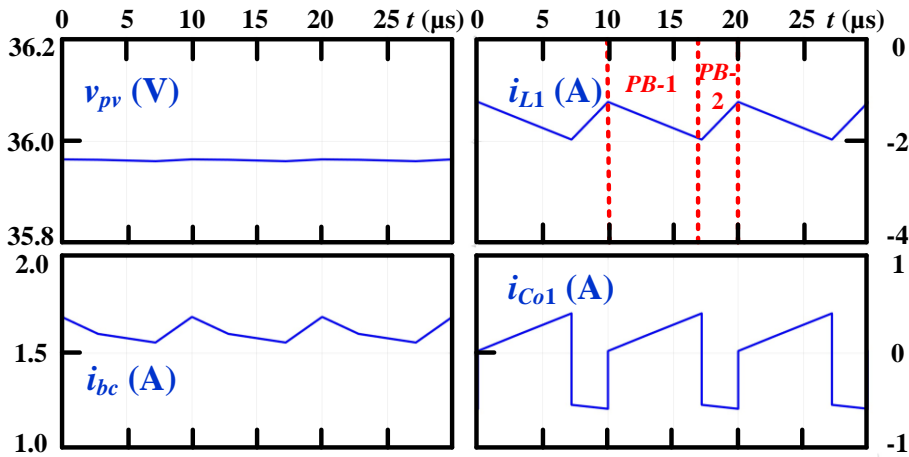 0 5 10 15 20 25 t (μs)
0 5 10 15 20 25 t (μs)
36.2
36.0
35.8
v_pv (V)
PB-1
PB-
2
i_L1 (A)
0
-2
-4
2.0
1.5
1.0
i_bc (A)
i_Co1 (A)
1
0
-1